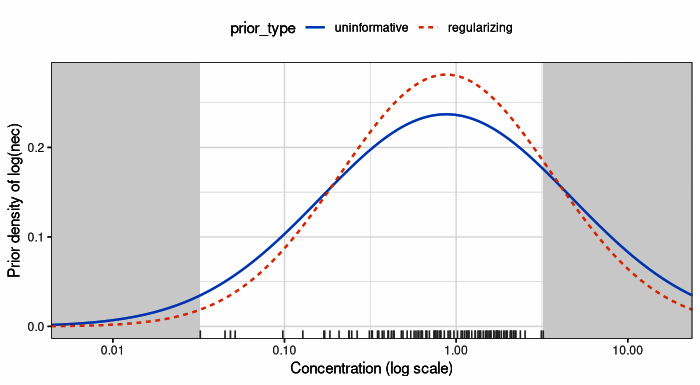 prior_type uninformative regularizing
Prior density of log(nec)
0.2
0.1
0.0
0.01 0.10 1.00 10.00
Concentration (log scale)